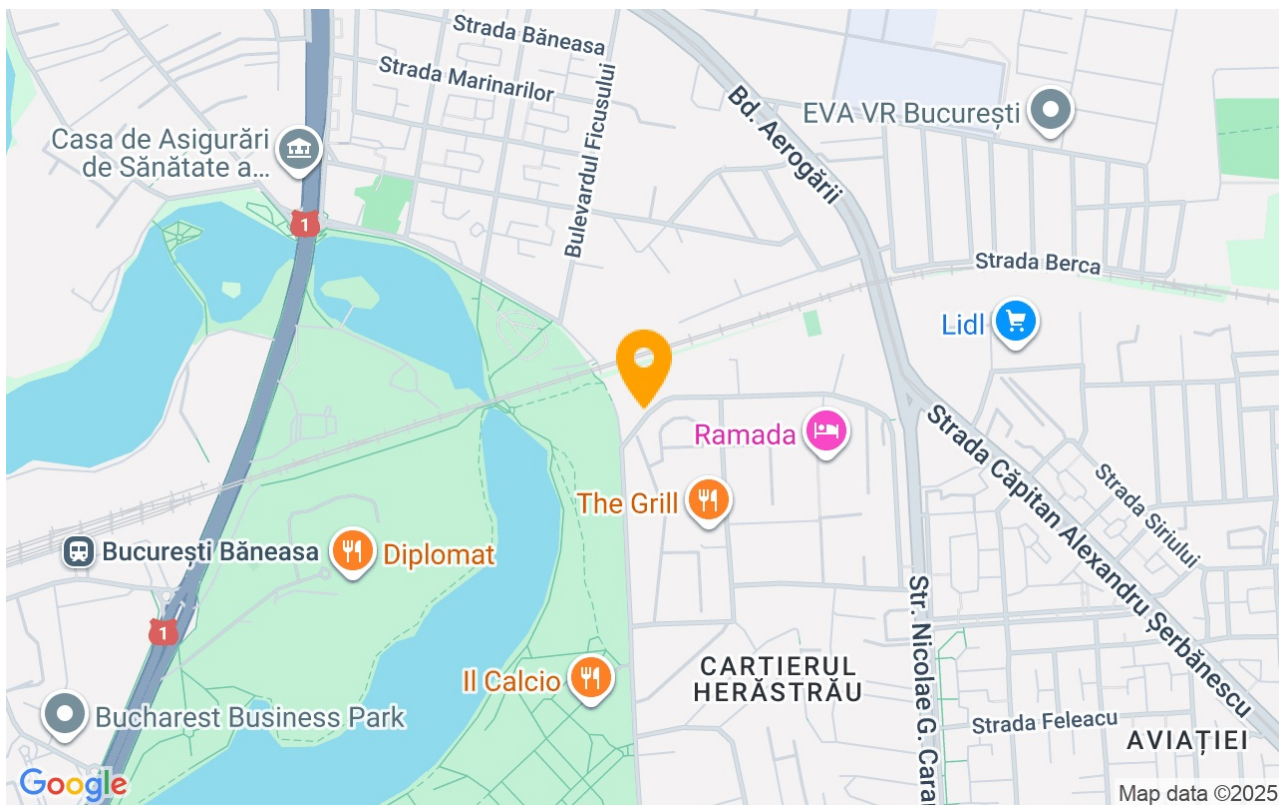 Strada Băneasa
Strada Marinarilor
Bulevardul Ficusului
Bd. Aerogării
EVA VR București
Casa de Asigurări
de Sănătate a...
1
Strada Berca
Lidl
Ramada
The Grill
Strada Căpitan Alexandru Șerbănescu
Strada Siriului
București Băneasa
Diplomat
1
Str. Nicolae G. Cara
Il Calcio
CARTIERUL
HERĂSTRĂU
Bucharest Business Park
Strada Feleacu
AVIAȚIEI
Google
Map data ©2025